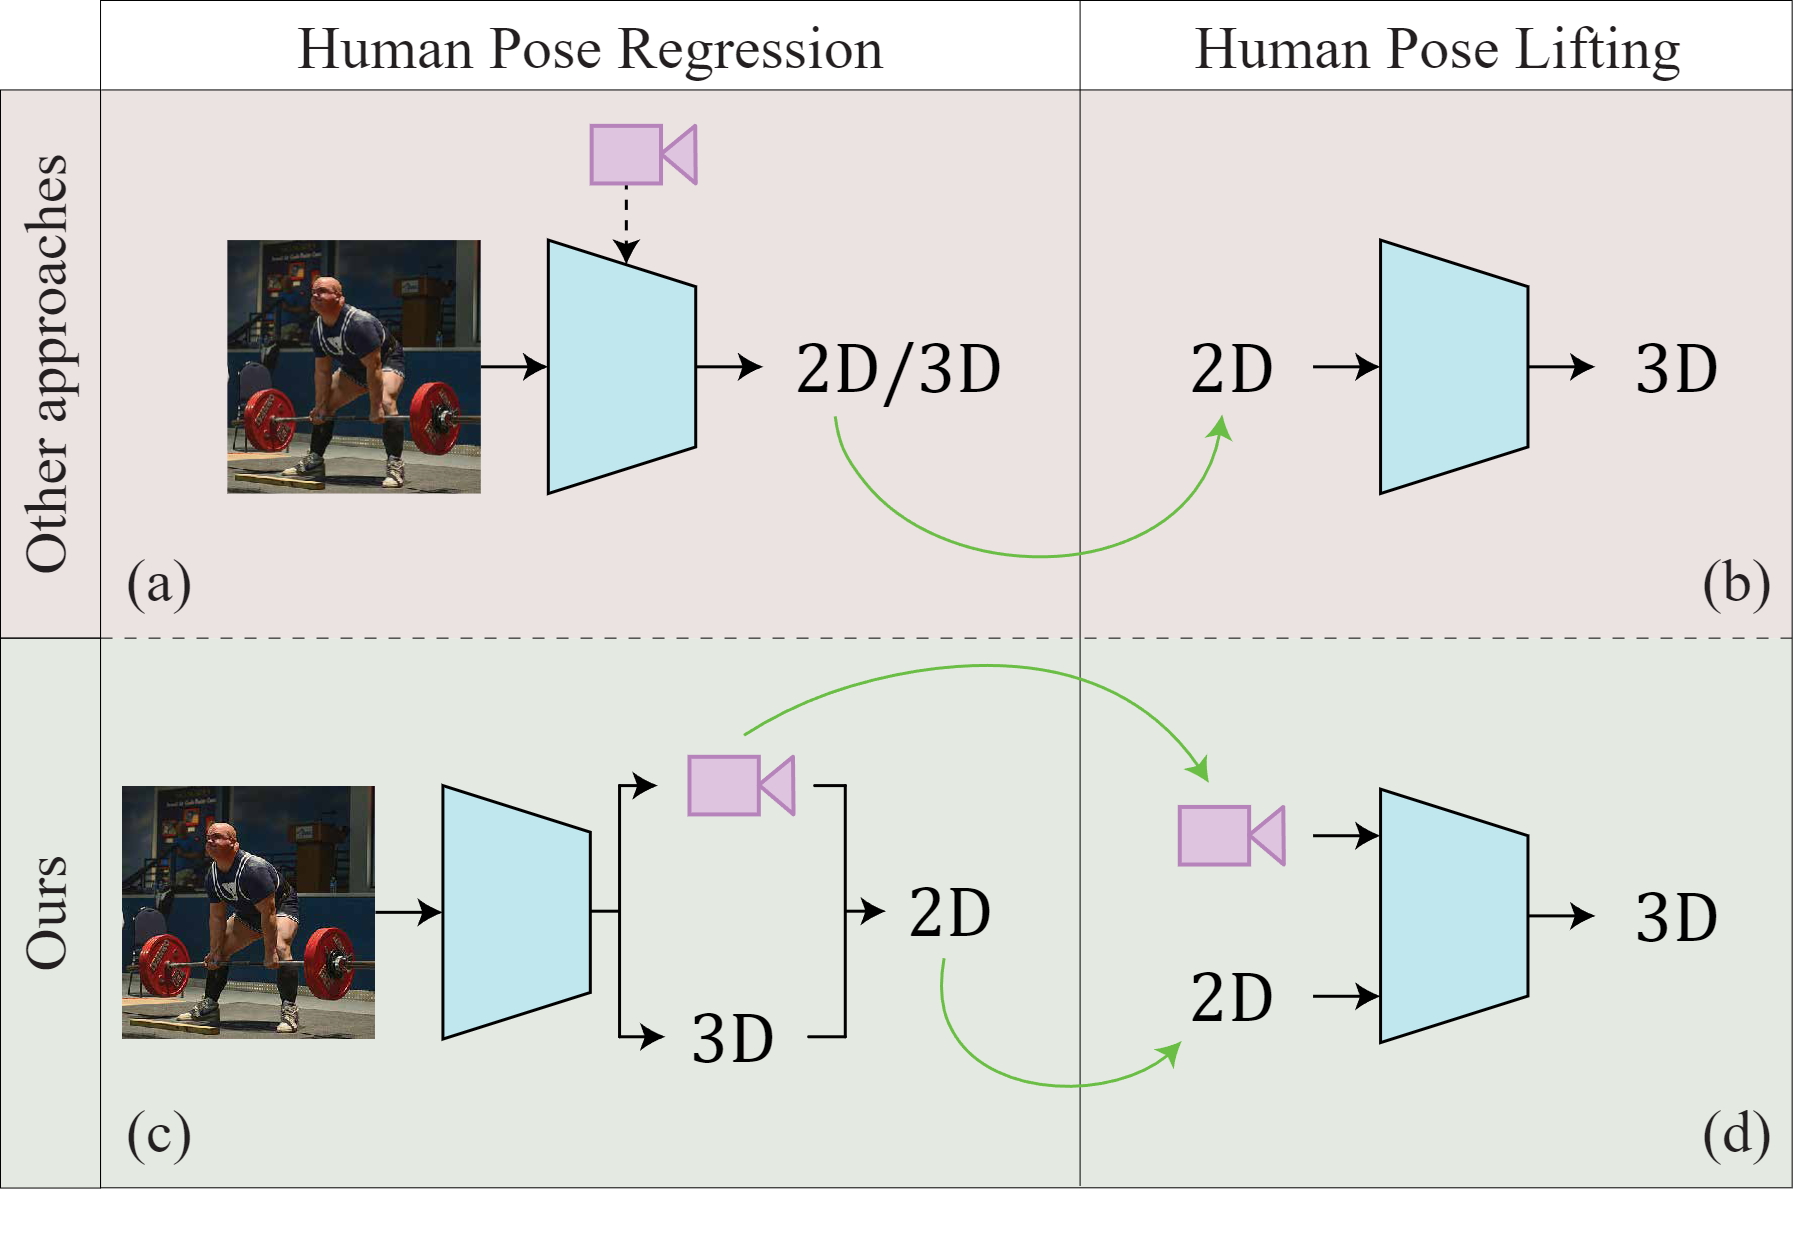 Human Pose Regression
Human Pose Lifting
Other approaches
2D/3D
2D
3D
(a)
(b)
Ours
2D
3D
2D
3D
(c)
(d)